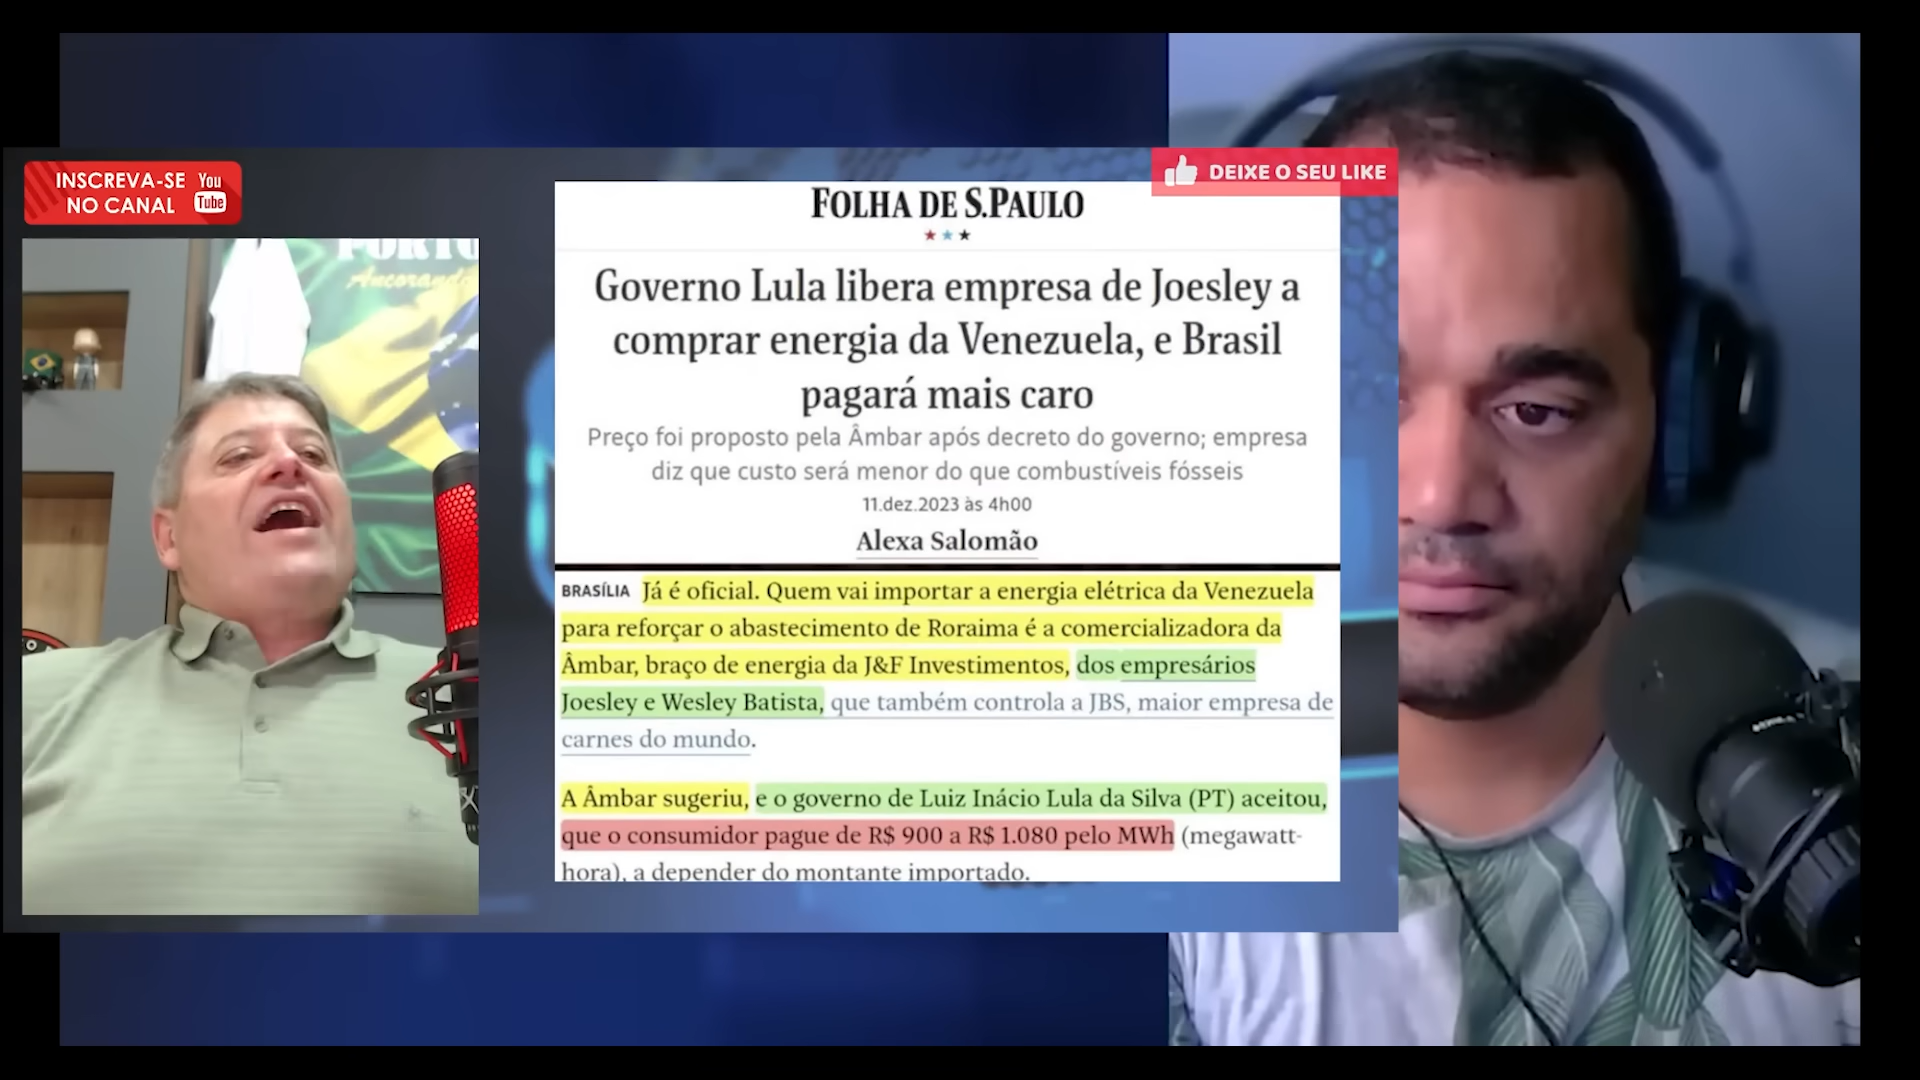 INSCREVA-SE
NO CANAL
You
Tube
DEIXE O SEU LIKE
Ancorando
FOLHA DE S.PAULO
Governo Lula libera empresa de Joesley a
comprar energia da Venezuela, e Brasil
pagará mais caro
Preço foi proposto pela Âmbar após decreto do governo; empresa
diz que custo será menor do que combustíveis fósseis
11.dez.2023 às 4h00
Alexa Salomão
BRASÍLIA Já é oficial. Quem vai importar a energia elétrica da Venezuela
para reforçar o abastecimento de Roraima é a comercializadora da
Âmbar, braço de energia da J&F Investimentos, dos empresários
Joesley e Wesley Batista, que também controla a JBS, maior empresa de
carnes do mundo.
A Âmbar sugeriu, e o governo de Luiz Inácio Lula da Silva (PT) aceitou,
que o consumidor pague de R$ 900 a R$ 1.080 pelo MWh (megawatt-
hora), a depender do montante importado.